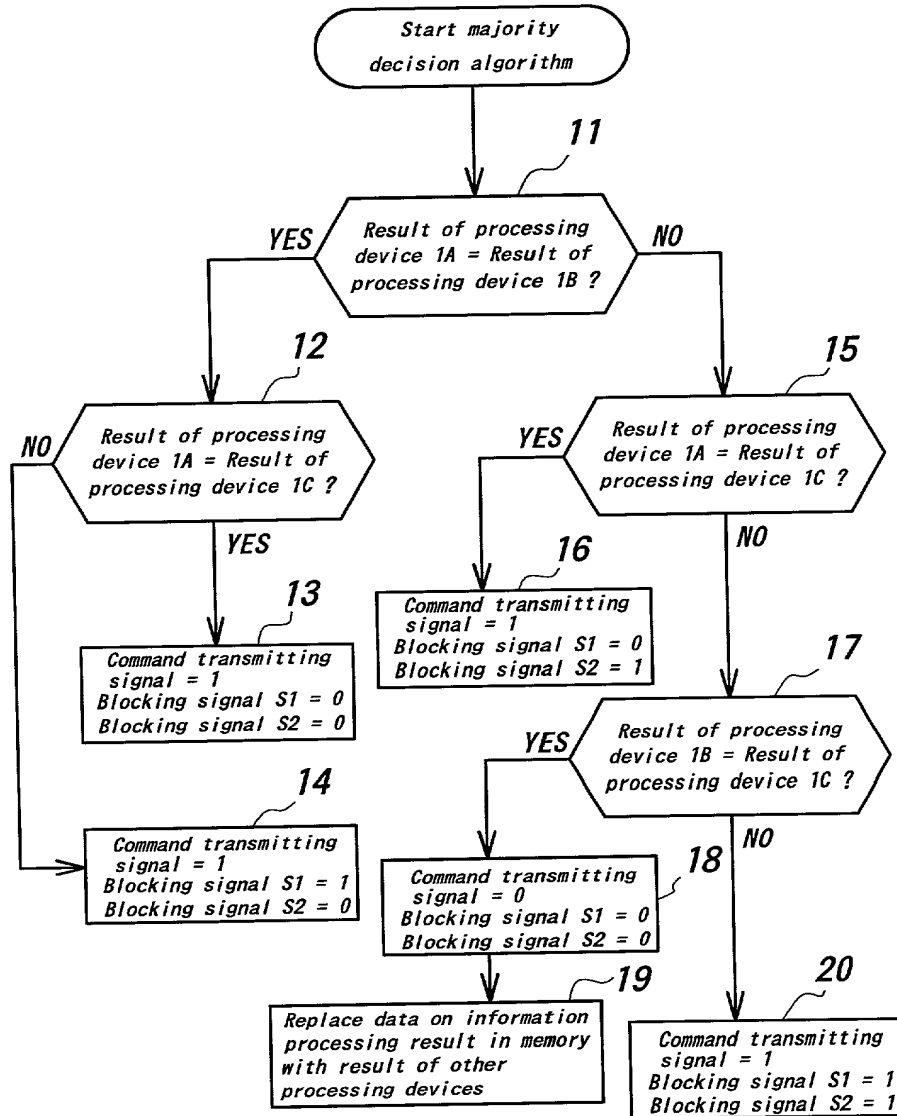 Start majority
decision algorithm
11
Result of processing
device 1A = Result of
processing device 1B ?
YES
NO
12
Result of processing
device 1A = Result of
processing device 1C ?
NO
YES
15
Result of processing
device 1A = Result of
processing device 1C ?
YES
NO
13
Command transmitting
signal = 1
Blocking signal S1 = 0
Blocking signal S2 = 0
16
Command transmitting
signal = 1
Blocking signal S1 = 0
Blocking signal S2 = 1
17
Result of processing
device 1B = Result of
processing device 1C ?
YES
NO
14
Command transmitting
signal = 1
Blocking signal S1 = 1
Blocking signal S2 = 0
18
Command transmitting
signal = 0
Blocking signal S1 = 0
Blocking signal S2 = 0
19
Replace data on information
processing result in memory
with result of other
processing devices
20
Command transmitting
signal = 1
Blocking signal S1 = 1
Blocking signal S2 = 1